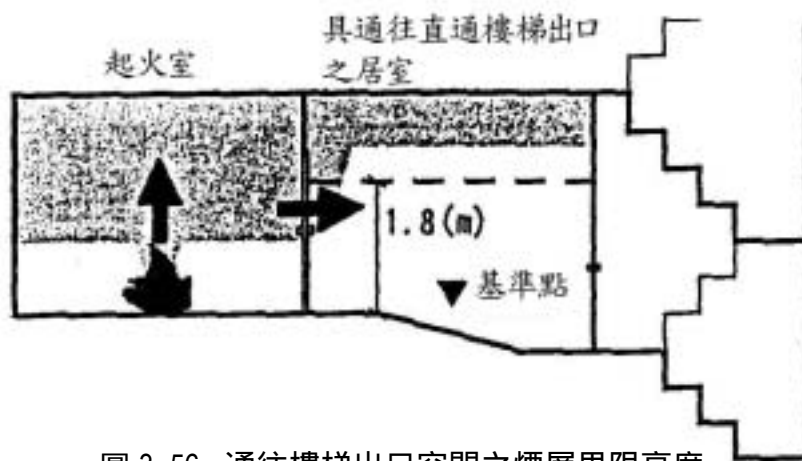 起火室
具通往直通樓梯出口
之居室
1.8(m)
基準點
圖 3-56 通往樓梯出口空間之煙層界限高度